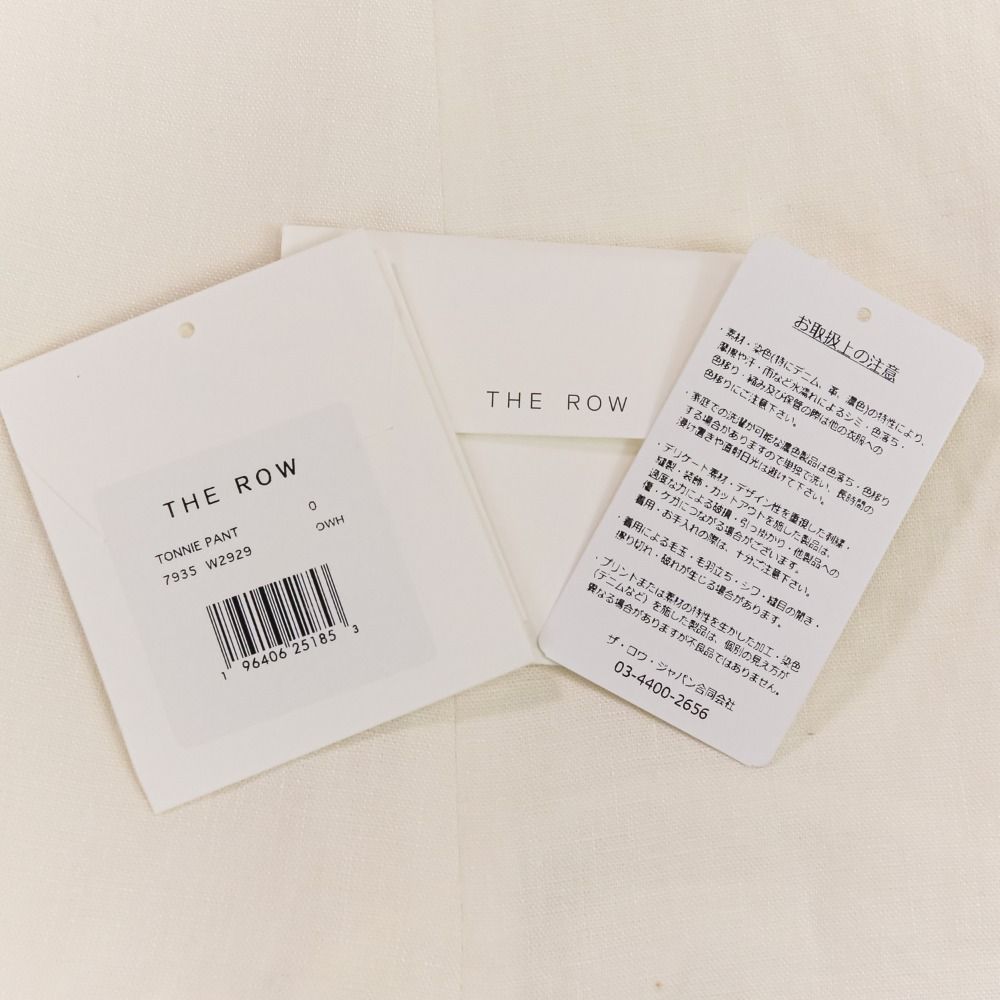 THE ROW
0
OWH
TONNIE PANT
7935 W2929
1 96406 25185 3
THE ROW
お取扱上の注意
・素材・染色(特にデニム、革、濃色)の特性により、
摩擦や汗・雨など水濡れによるシミ・色落ち・
色移り・縮み及び保管の際は他の衣服への
色移りにご注意下さい。
・家庭での洗濯が可能な濃色製品は色落ち・色移り
する場合がありますので単独で洗い、長時間の
漬け置きや直射日光は避けて下さい。
・デリケート素材・デザイン性を重視した刺繍・
縫製・装飾・カットアウトを施した製品は、
過度な力による破損・引っ掛かり・他製品への
傷・ケガにつながる場合がございます。
着用・お手入れの際は、十分ご注意下さい。
・着用による毛玉・毛羽立ち・シワ・縫目の開き・
擦り切れ・破れが生じる場合があります。
・プリントまたは素材の特性を生かした加工・染色
(デニムなど)を施した製品は、個別の見え方が
異なる場合がありますが不良品ではありません。
ザ・ロウ・ジャパン合同会社
03-4400-2656